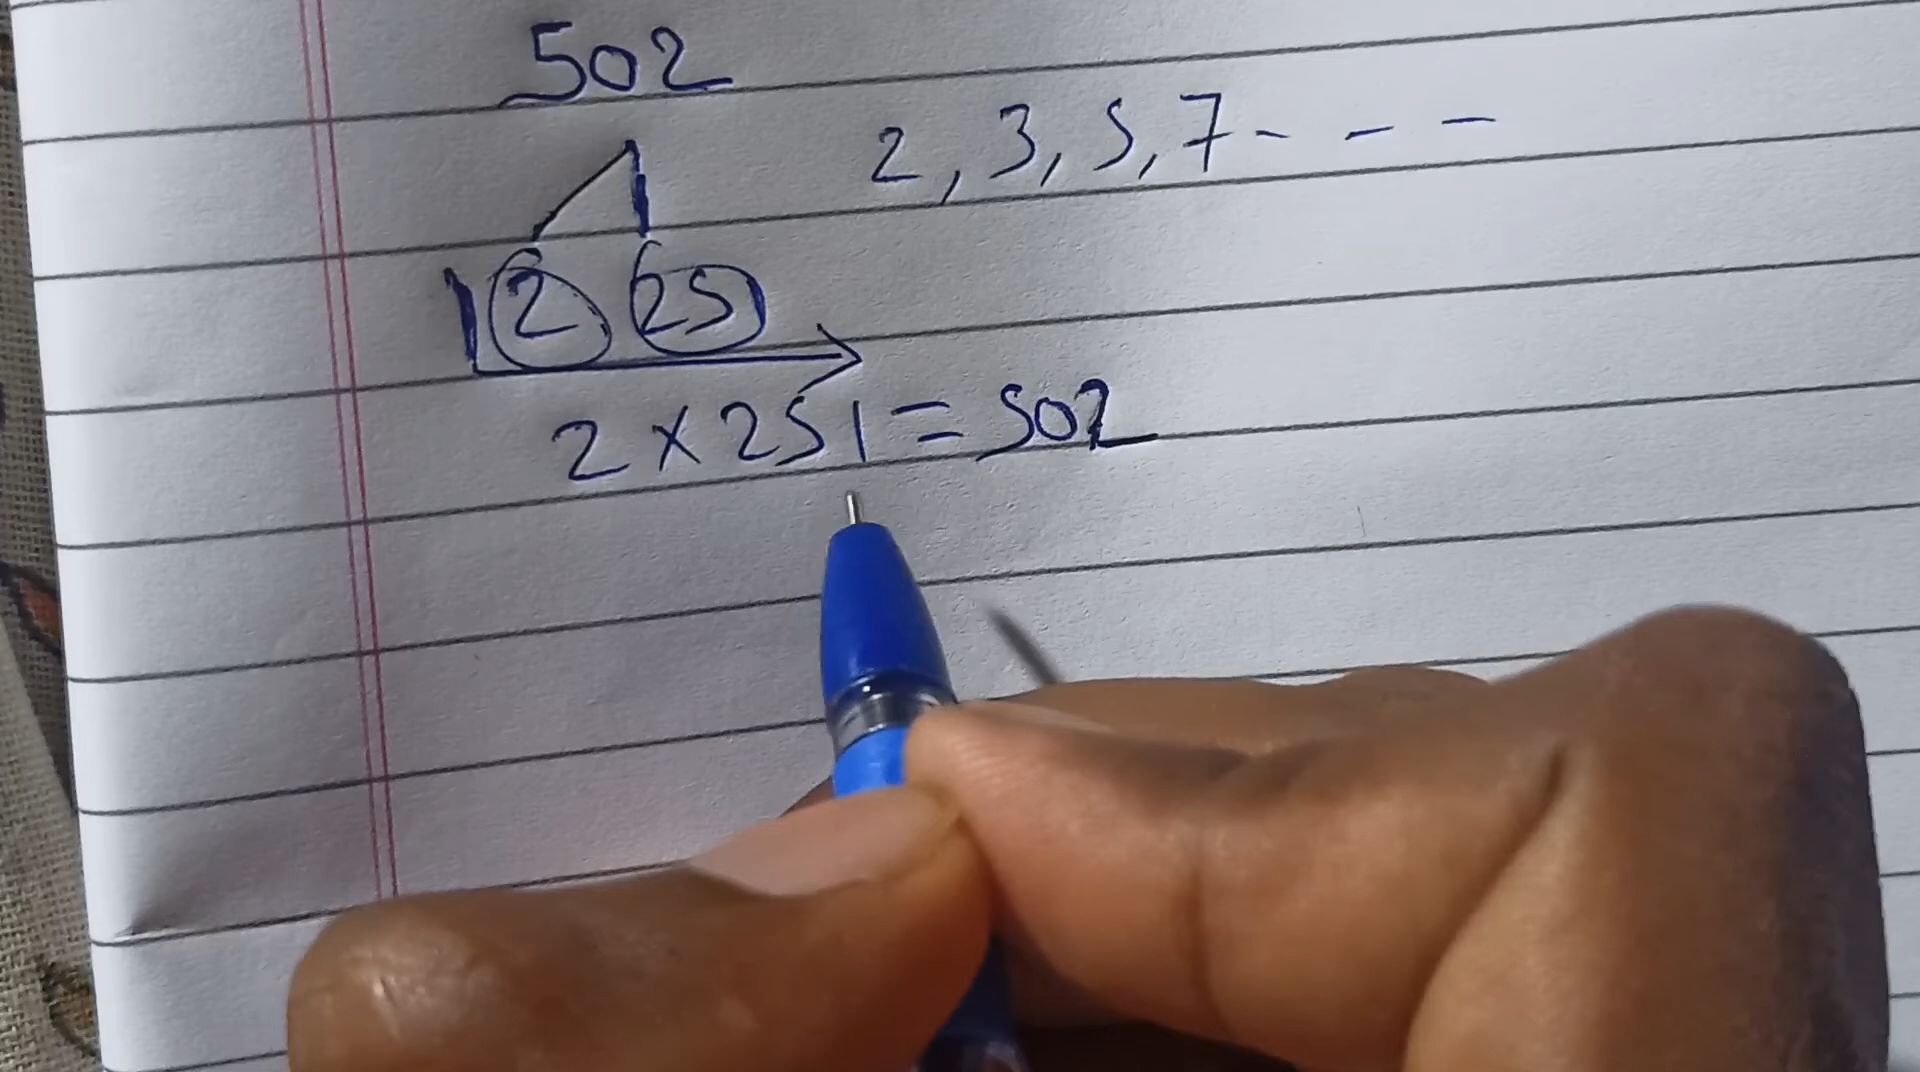 502
2, 3, 5, 7 - - -
2 251
2 × 251 = 502